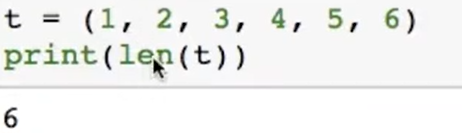 t = (1, 2, 3, 4, 5, 6)
print(len(t))
6